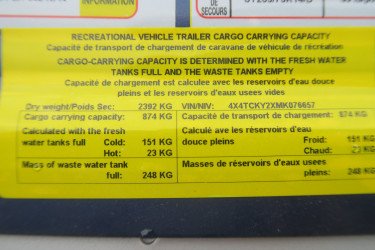 INFORMATION
DE SECOURS
RECREATIONAL VEHICLE TRAILER CARGO CARRYING CAPACITY
Capacité de transport de chargement de caravane de véhicule de récréation
CARGO-CARRYING CAPACITY IS DETERMINED WITH THE FRESH WATER
TANKS FULL AND THE WASTE TANKS EMPTY
Capacité de chargement est calculee avec les reservoirs d'eau douce
pleins et les reservoirs d'eaux usees vides
Dry weight/Poids Sec: 2392 KG VIN/NIV: 4X4TCKY2XMK076657
Cargo carrying capacity: 874 KG Capacité de transport de chargement: 874 KG
Calculated with the fresh Calculé ave les réservoirs d'eau
water tanks full Cold: 151 KG douce pleins Froid: 151 KG
Hot: 23 KG Chaud: 23 KG
Mass of waste water tank Masses de réservoirs d'eaux usees
full: 248 KG pleins: 248 KG